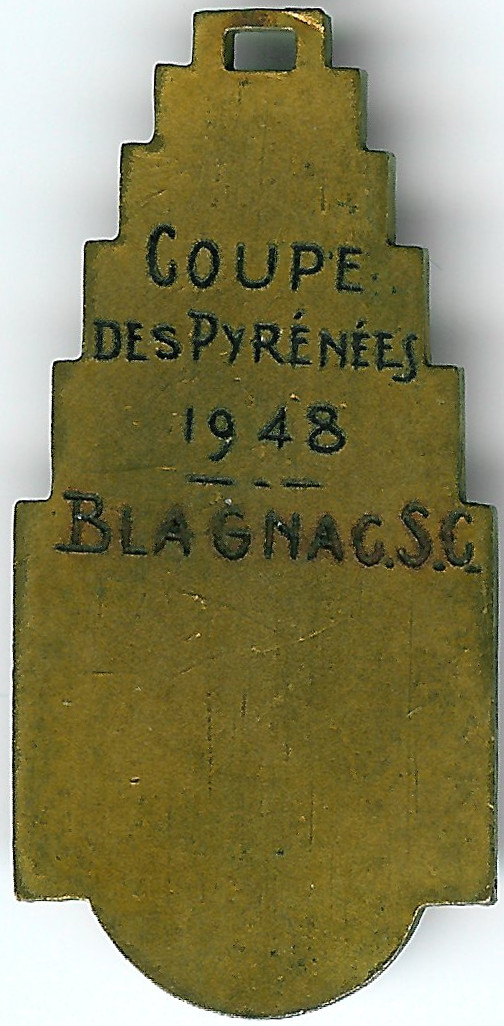 COUPE
DES PYRÉNÉES
1948
BLAGNAC.S.C.